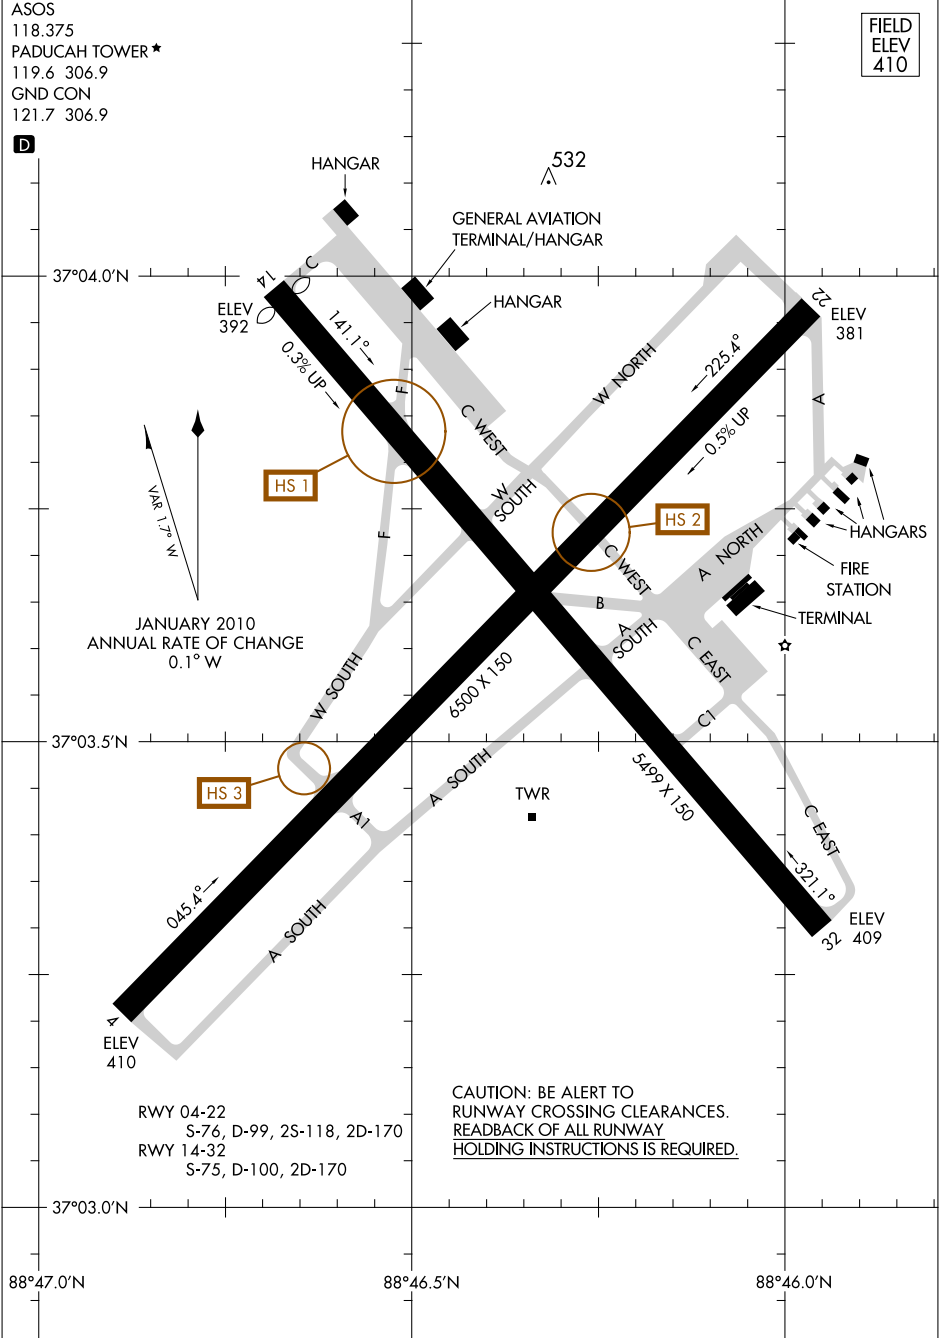 ASOS
118.375
PADUCAH TOWER★
119.6 306.9
GND CON
121.7 306.9
D
FIELD
ELEV
410
532
HANGAR
GENERAL AVIATION
TERMINAL/HANGAR
HANGAR
37°04.0'N
14
C
22
ELEV
392
ELEV
381
141.1°
0.3% UP
225.4°
0.5% UP
W NORTH
F
A
C WEST
HS 1
W
SOUTH
HS 2
VAR 1.7° W
F
C WEST
A NORTH
HANGARS
FIRE
STATION
TERMINAL
B
A
SOUTH
JANUARY 2010
ANNUAL RATE OF CHANGE
0.1° W
C EAST
W SOUTH
6500 X 150
C1
37°03.5'N
HS 3
A SOUTH
5499 X 150
TWR
A1
C EAST
321.1°
045.4°
A SOUTH
ELEV
409
32
4
ELEV
410
RWY 04-22
S-76, D-99, 2S-118, 2D-170
RWY 14-32
S-75, D-100, 2D-170
CAUTION: BE ALERT TO
RUNWAY CROSSING CLEARANCES.
READBACK OF ALL RUNWAY
HOLDING INSTRUCTIONS IS REQUIRED.
37°03.0'N
88°47.0'N
88°46.5'N
88°46.0'N